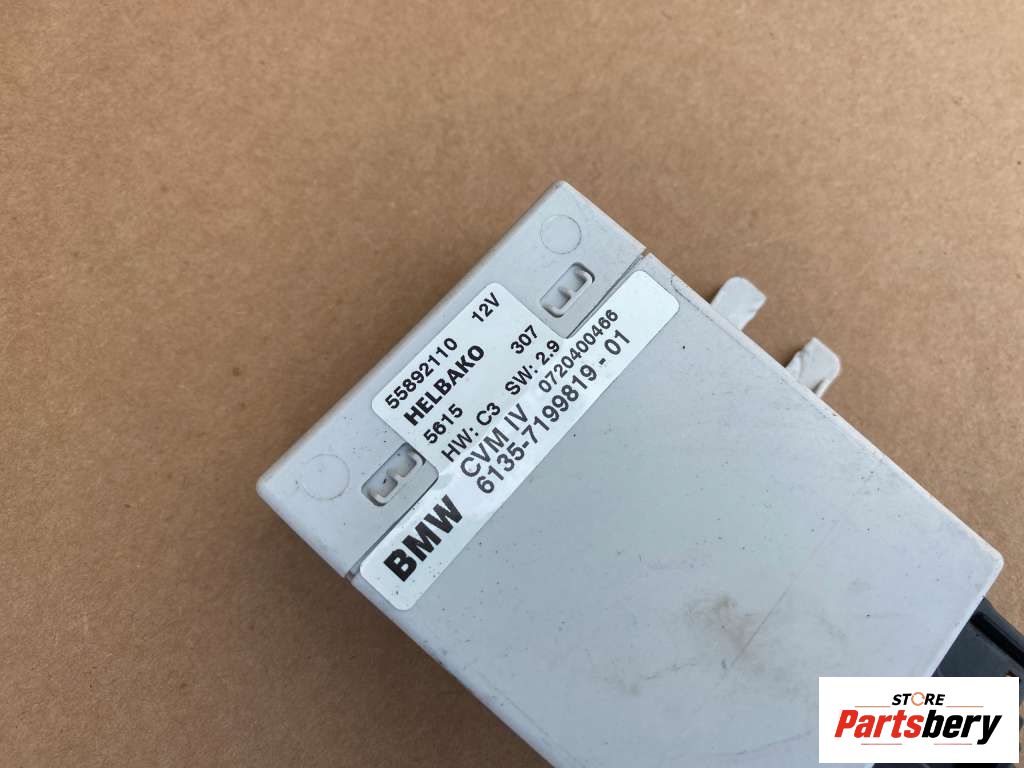 55892110 12V
HELBAKO
5615 307
HW: C3 SW: 2.9
CVM IV 0720400466
BMW 6135-7199819-01
STORE
Partsbery